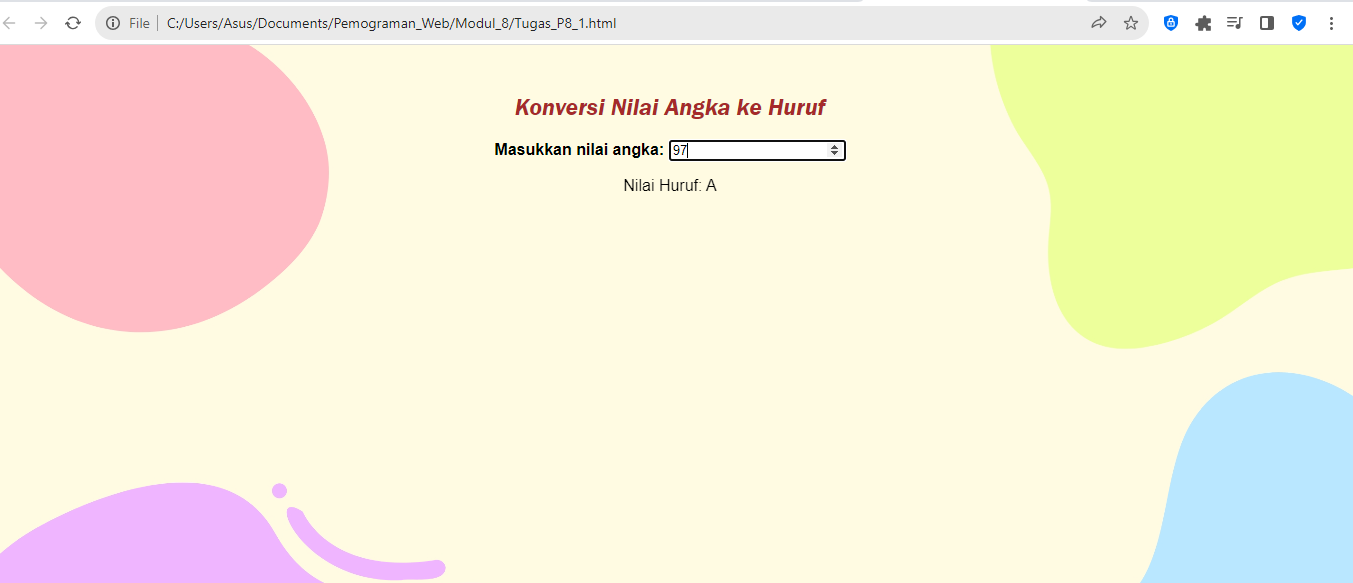 File C:/Users/Asus/Documents/Pemograman_Web/Modul_8/Tugas_P8_1.html
Konversi Nilai Angka ke Huruf
Masukkan nilai angka: 97
Nilai Huruf: A